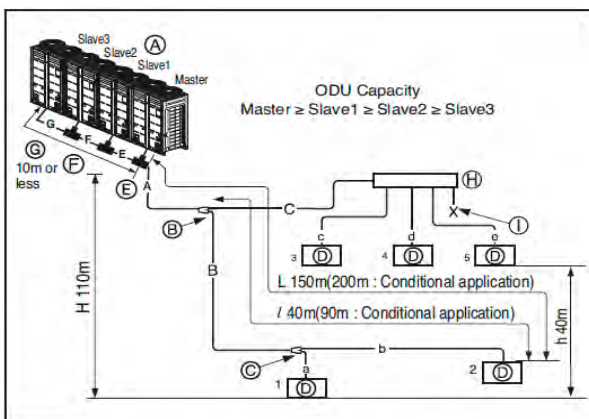 Slave3
Ⓐ
Slave2
Slave1
Master
ODU Capacity
Master ≥ Slave1 ≥ Slave2 ≥ Slave3
G
F
E
Ⓖ
Ⓕ
10m or
less
Ⓔ
A
Ⓗ
C
Ⓑ
X
Ⓘ
c
d
e
3
Ⓓ
4
Ⓓ
5
Ⓓ
B
H 110m
L 150m(200m : Conditional application)
l 40m(90m : Conditional application)
h 40m
Ⓒ
b
a
1
Ⓓ
2
Ⓓ